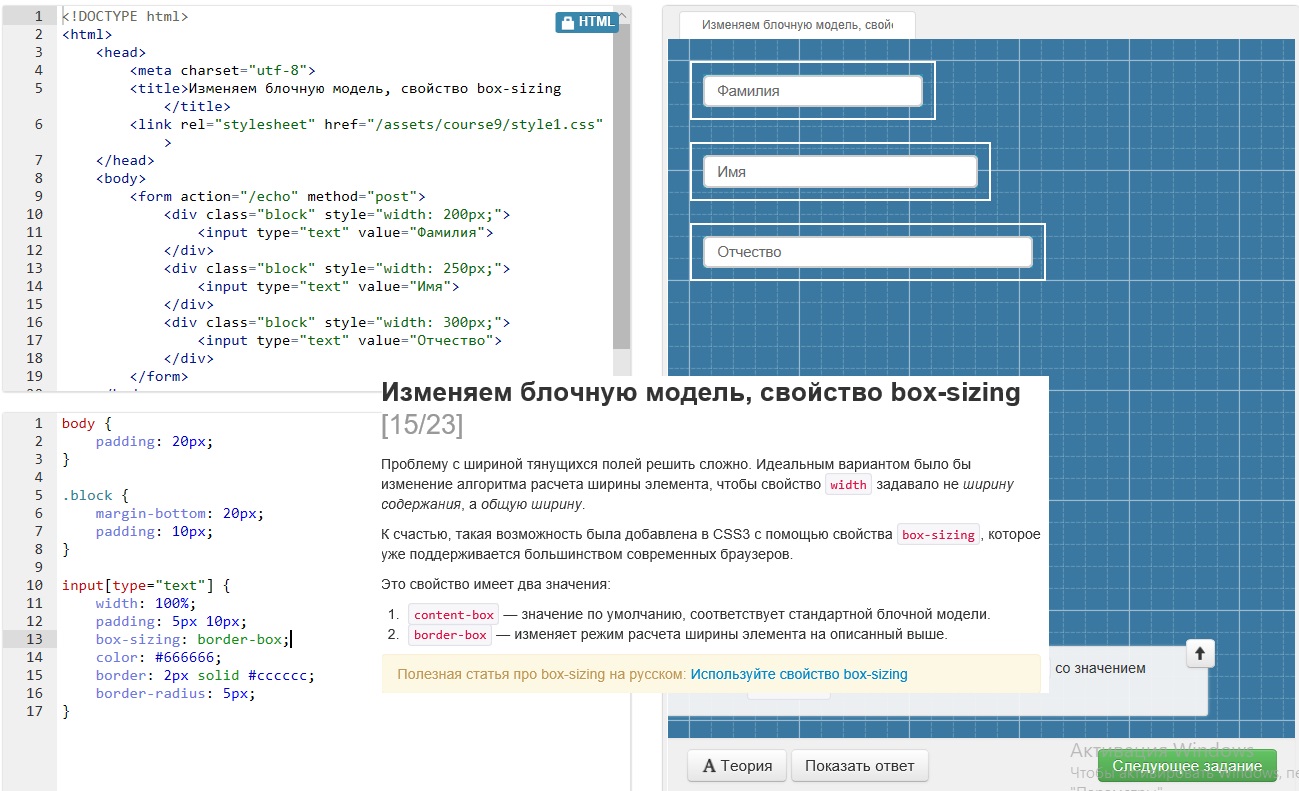 1 <!DOCTYPE html>
HTML
2 <html>
3 <head>
4 <meta charset="utf-8">
5 <title>Изменяем блочную модель, свойство box-sizing
</title>
6 <link rel="stylesheet" href="/assets/course9/style1.css"
>
7 </head>
8 <body>
9 <form action="/echo" method="post">
10 <div class="block" style="width: 200px;">
11 <input type="text" value="Фамилия">
12 </div>
13 <div class="block" style="width: 250px;">
14 <input type="text" value="Имя">
15 </div>
16 <div class="block" style="width: 300px;">
17 <input type="text" value="Отчество">
18 </div>
19 </form>
1 body {
2 padding: 20px;
3 }
4
5 .block {
6 margin-bottom: 20px;
7 padding: 10px;
8 }
9
10 input[type="text"] {
11 width: 100%;
12 padding: 5px 10px;
13 box-sizing: border-box;
14 color: #666666;
15 border: 2px solid #cccccc;
16 border-radius: 5px;
17 }
Изменяем блочную модель, свой
Фамилия
Имя
Отчество
Изменяем блочную модель, свойство box-sizing
[15/23]
Проблему с шириной тянущихся полей решить сложно. Идеальным вариантом было бы
изменение алгоритма расчета ширины элемента, чтобы свойство width задавало не ширину
содержания, а общую ширину.
К счастью, такая возможность была добавлена в CSS3 с помощью свойства box-sizing, которое
уже поддерживается большинством современных браузеров.
Это свойство имеет два значения:
1. content-box — значение по умолчанию, соответствует стандартной блочной модели.
2. border-box — изменяет режим расчета ширины элемента на описанный выше.
Полезная статья про box-sizing на русском: Используйте свойство box-sizing
со значением
А Теория
Показать ответ
Следующее задание
Активация Windows
Чтобы активировать Windows, пе
"Параметры"